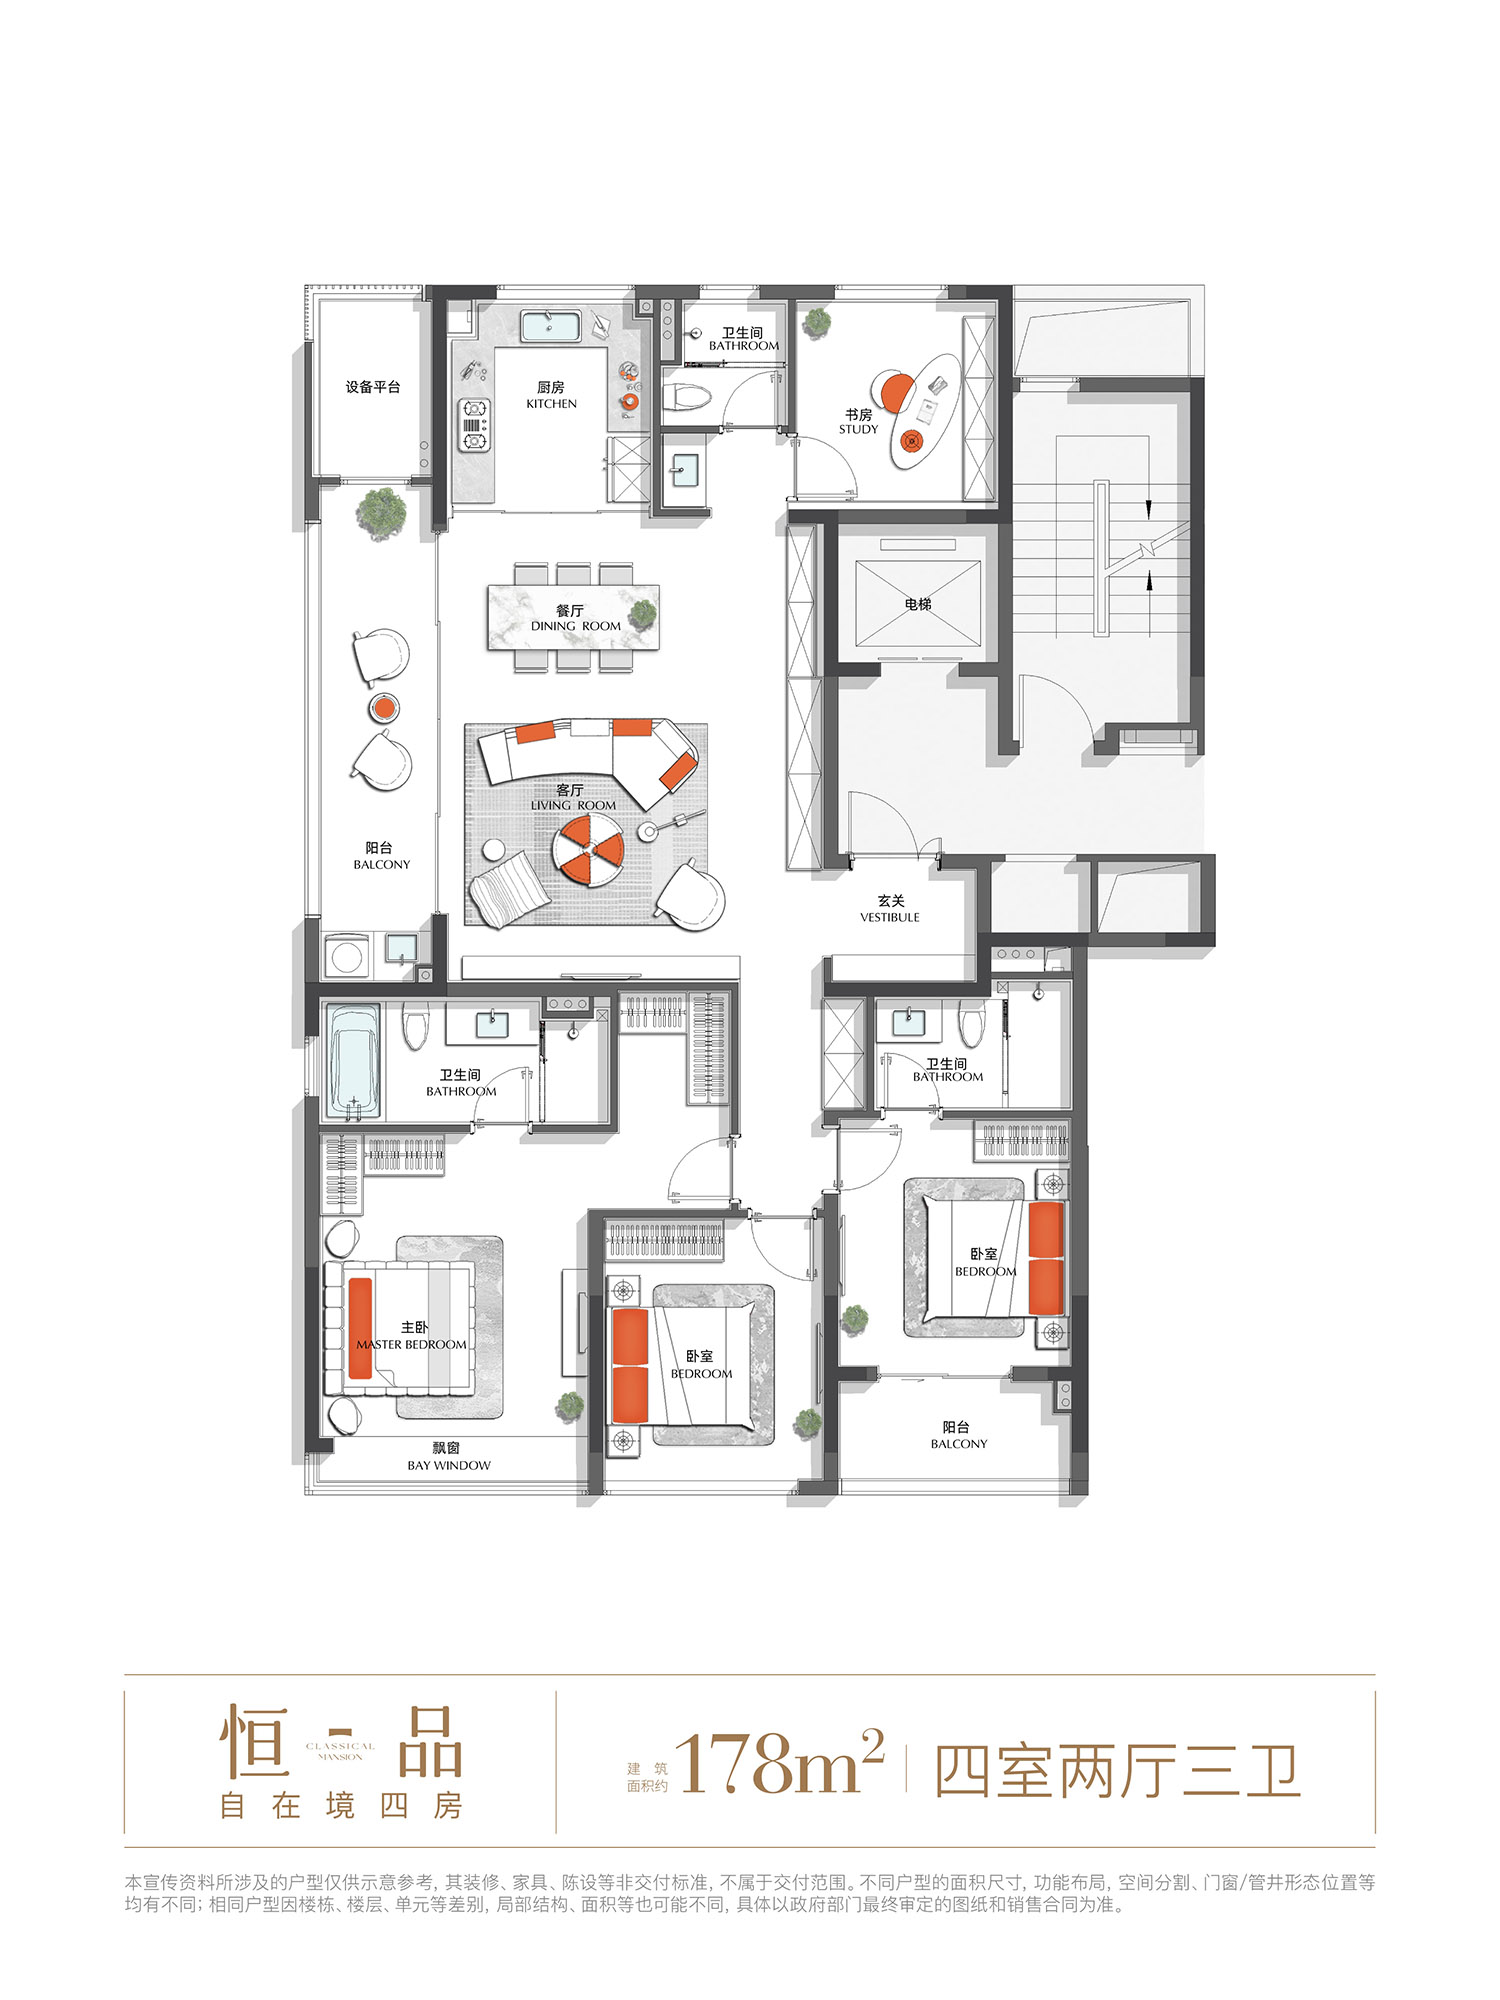 设备平台
厨房
KITCHEN
卫生间
BATHROOM
书房
STUDY
餐厅
DINING ROOM
电梯
客厅
LIVING ROOM
阳台
BALCONY
玄关
VESTIBULE
卫生间
BATHROOM
卫生间
BATHROOM
主卧
MASTER BEDROOM
卧室
BEDROOM
卧室
BEDROOM
飘窗
BAY WINDOW
阳台
BALCONY
恒一品
CLASSICAL
MANSION
自在境四房
建筑
面积约
178m²
四室两厅三卫
本宣传资料所涉及的户型仅供示意参考, 其装修、家具、陈设等非交付标准, 不属于交付范围。不同户型的面积尺寸, 功能布局, 空间分割、门窗/管井形态位置等
均有不同; 相同户型因楼栋、楼层、单元等差别, 局部结构、面积等也可能不同, 具体以政府部门最终审定的图纸和销售合同为准。